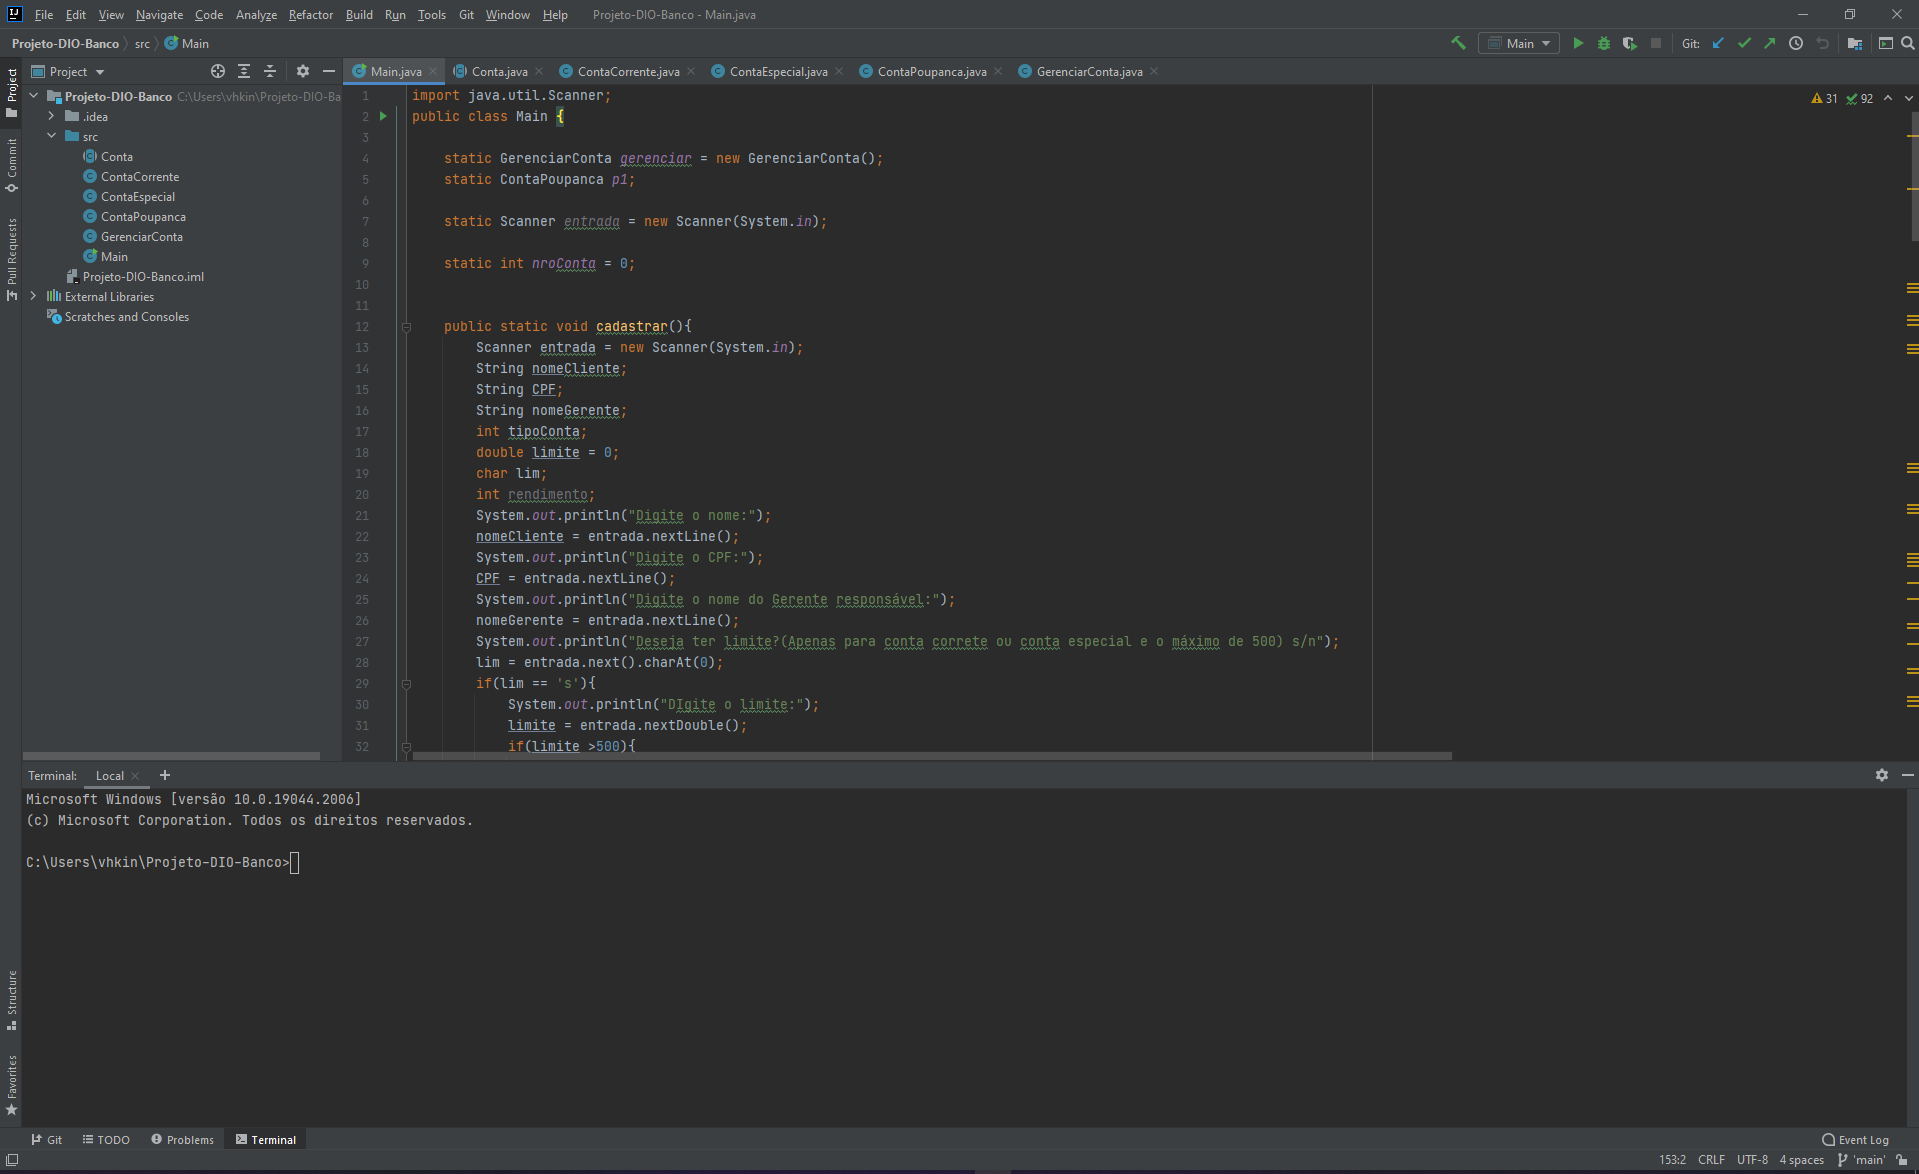 File Edit View Navigate Code Analyze Refactor Build Run Tools Git Window Help Projeto-DIO-Banco - Main.java
Projeto-DIO-Banco src Main
Main Git:
Project
Main.java Conta.java ContaCorrente.java ContaEspecial.java ContaPoupanca.java GerenciarConta.java
Projeto-DIO-Banco C:\Users\vhkin\Projeto-DIO-Ba
.idea
src
Conta
ContaCorrente
ContaEspecial
ContaPoupanca
GerenciarConta
Main
Projeto-DIO-Banco.iml
External Libraries
Scratches and Consoles
Project
Commit
Pull Requests
Structure
Favorites
31 92
1 import java.util.Scanner;
2 public class Main {
3
4 static GerenciarConta gerenciar = new GerenciarConta();
5 static ContaPoupanca p1;
6
7 static Scanner entrada = new Scanner(System.in);
8
9 static int nroConta = 0;
10
11
12 public static void cadastrar(){
13 Scanner entrada = new Scanner(System.in);
14 String nomeCliente;
15 String CPF;
16 String nomeGerente;
17 int tipoConta;
18 double limite = 0;
19 char lim;
20 int rendimento;
21 System.out.println("Digite o nome:");
22 nomeCliente = entrada.nextLine();
23 System.out.println("Digite o CPF:");
24 CPF = entrada.nextLine();
25 System.out.println("Digite o nome do Gerente responsável:");
26 nomeGerente = entrada.nextLine();
27 System.out.println("Deseja ter limite?(Apenas para conta correte ou conta especial e o máximo de 500) s/n");
28 lim = entrada.next().charAt(0);
29 if(lim == 's'){
30 System.out.println("DIgite o limite:");
31 limite = entrada.nextDouble();
32 if(limite >500){
Terminal: Local
Microsoft Windows [versão 10.0.19044.2006]
(c) Microsoft Corporation. Todos os direitos reservados.
C:\Users\vhkin\Projeto-DIO-Banco>
Git TODO Problems Terminal Event Log
153:2 CRLF UTF-8 4 spaces 'main'